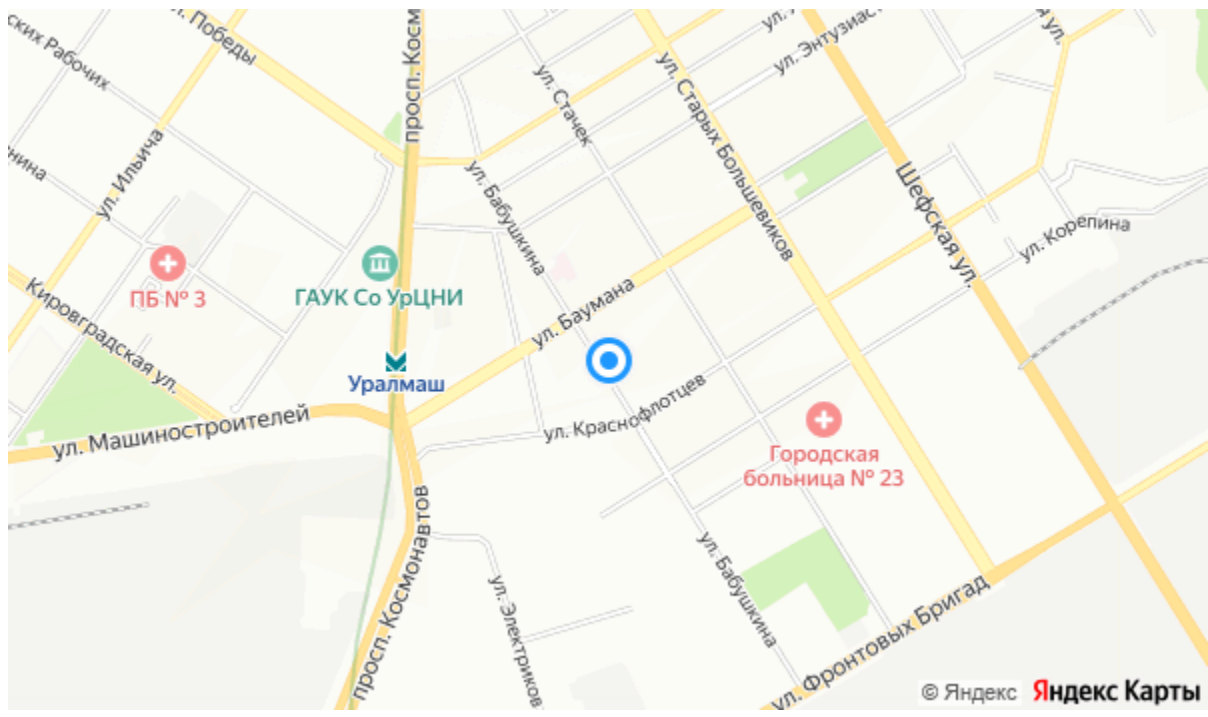 ул. Победы
ских Рабочих
просп. Косм
ул. Ильича
нина
ул. Стачек
ул. Энтузиаст
ул. Старых Большевиков
ул. Бабушкина
Шефская ул.
ул. Корепина
ПБ № 3
ГАУК Со УрЦНИ
Кировградская ул.
ул. Баумана
Уралмаш
ул. Машиностроителей
ул. Краснофлотцев
Городская
больница № 23
просп. Космонавтов
ул. Электриков
ул. Бабушкина
ул. Фронтовых Бригад
© Яндекс Яндекс Карты